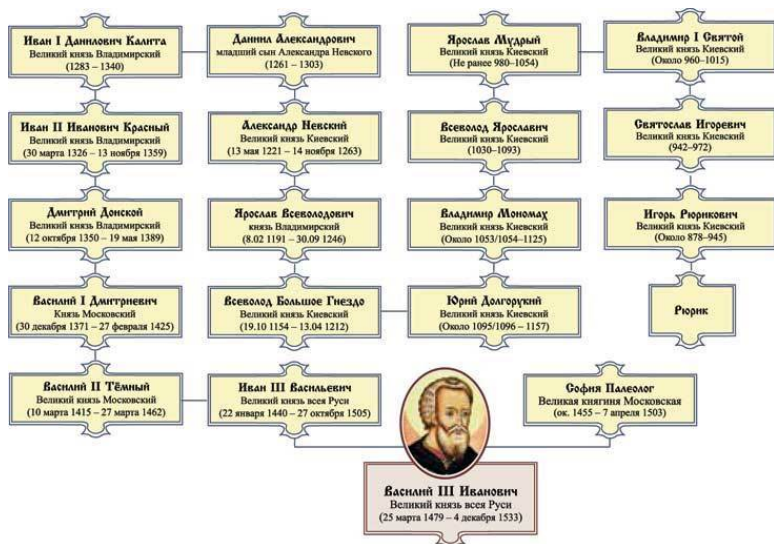 Иван I Данилович Калита
Великий князь Владимирский
(1283 – 1340)
Даниил Александрович
младший сын Александра Невского
(1261 – 1303)
Ярослав Мудрый
Великий князь Киевский
(Не ранее 980–1054)
Владимир I Святой
Великий князь Киевский
(Около 960–1015)
Иван II Иванович Красный
Великий князь Владимирский
(30 марта 1326 – 13 ноября 1359)
Александр Невский
Великий князь Киевский
(13 мая 1221 – 14 ноября 1263)
Всеволод Ярославич
Великий князь Киевский
(1030–1093)
Святослав Игоревич
Великий князь Киевский
(942–972)
Дмитрий Донской
Великий князь Владимирский
(12 октября 1350 – 19 мая 1389)
Ярослав Всеволодович
князь Владимирский
(8.02 1191 – 30.09 1246)
Владимир Мономах
Великий князь Киевский
(Около 1053/1054–1125)
Игорь Рюрикович
Великий князь Киевский
(Около 878–945)
Василий I Дмитриевич
Князь Московский
(30 декабря 1371 – 27 февраля 1425)
Всеволод Большое Гнездо
Великий князь Киевский
(19.10 1154 – 13.04 1212)
Юрий Долгорукий
Великий князь Киевский
(Около 1095/1096 – 1157)
Рюрик
Василий II Тёмный
Великий князь Московский
(10 марта 1415 – 27 марта 1462)
Иван III Васильевич
Великий князь всея Руси
(22 января 1440 – 27 октября 1505)
София Палеолог
Великая княгиня Московская
(ок. 1455 – 7 апреля 1503)
Василий III Иванович
Великий князь всея Руси
(25 марта 1479 – 4 декабря 1533)